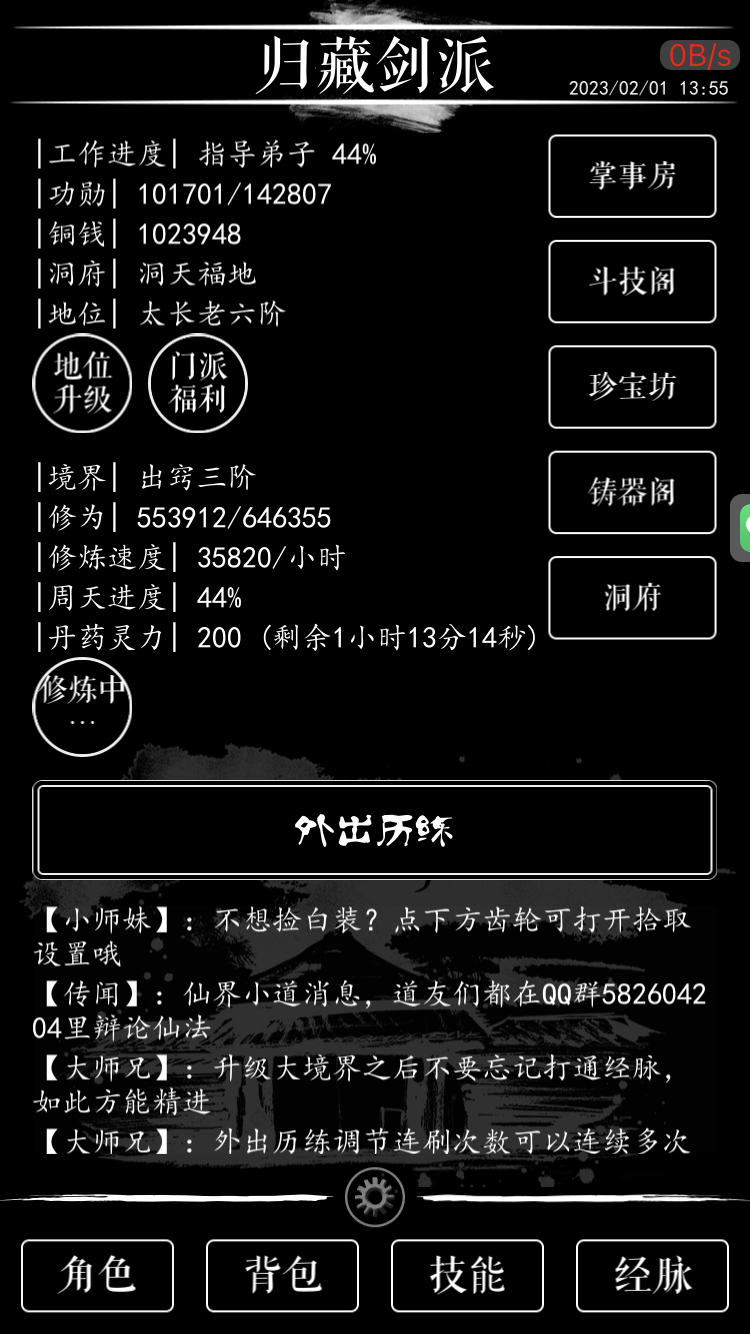 归藏剑派
0B/s
2023/02/01 13:55
|工作进度| 指导弟子 44%
|功勋| 101701/142807
|铜钱| 1023948
|洞府| 洞天福地
|地位| 太长老六阶
地位
升级
门派
福利
掌事房
斗技阁
珍宝坊
铸器阁
洞府
|境界| 出窍三阶
|修为| 553912/646355
|修炼速度| 35820/小时
|周天进度| 44%
|丹药灵力| 200 (剩余1小时13分14秒)
修炼中
...
外出历练
【小师妹】：不想捡白装？点下方齿轮可打开拾取
设置哦
【传闻】：仙界小道消息，道友们都在QQ群5826042
04里辩论仙法
【大师兄】：升级大境界之后不要忘记打通经脉，
如此方能精进
【大师兄】：外出历练调节连刷次数可以连续多次
角色
背包
技能
经脉